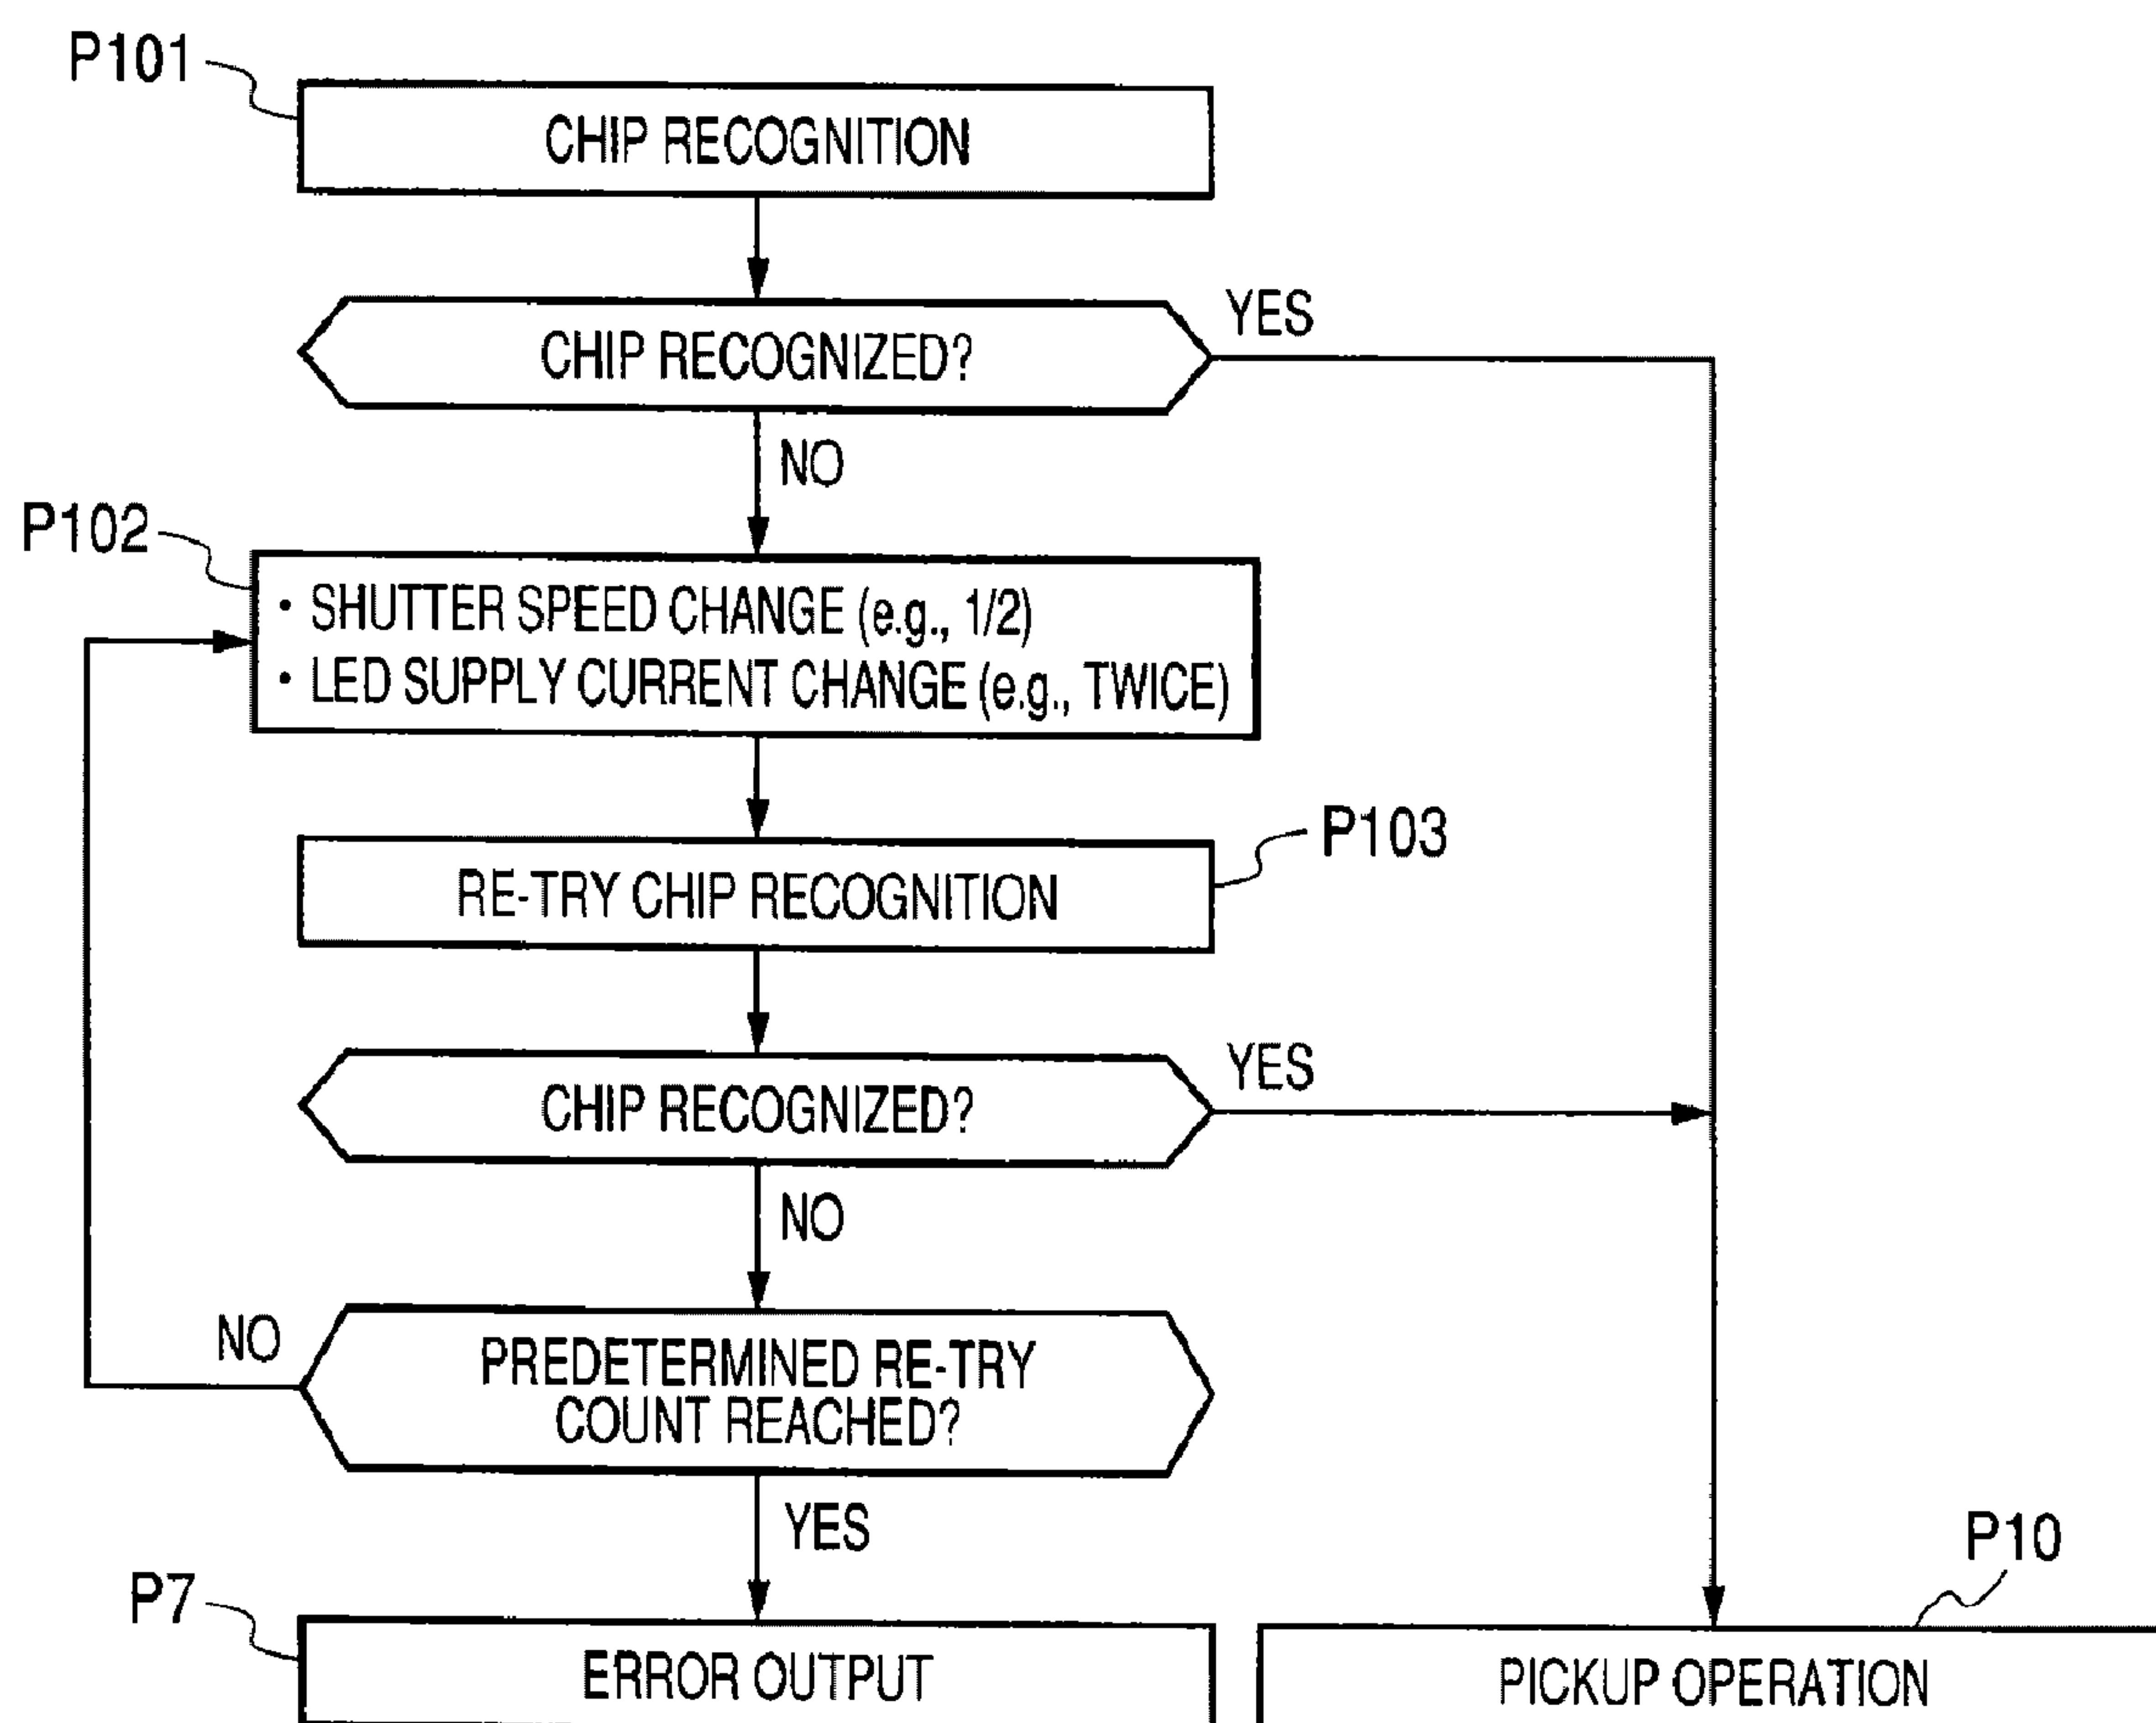 P101
CHIP RECOGNITION
CHIP RECOGNIZED?
YES
NO
P102
• SHUTTER SPEED CHANGE (e.g., 1/2)
• LED SUPPLY CURRENT CHANGE (e.g., TWICE)
P103
RE-TRY CHIP RECOGNITION
CHIP RECOGNIZED?
YES
NO
NO
PREDETERMINED RE-TRY
COUNT REACHED?
YES
P7
ERROR OUTPUT
P10
PICKUP OPERATION